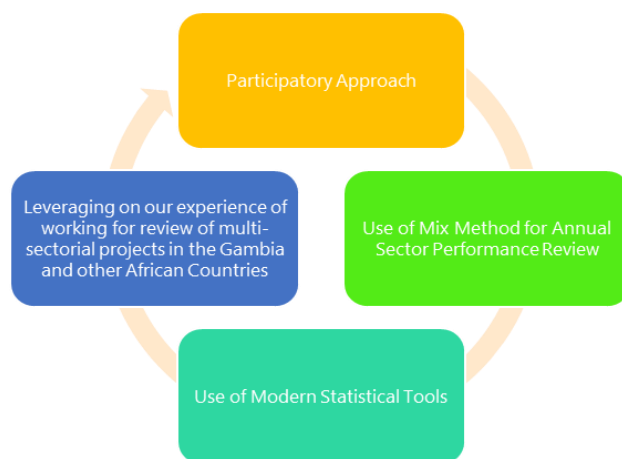 Participatory Approach
Use of Mix Method for Annual
Sector Performance Review
Use of Modern Statistical Tools
Leveraging on our experience of
working for review of multi-
sectorial projects in the Gambia
and other African Countries